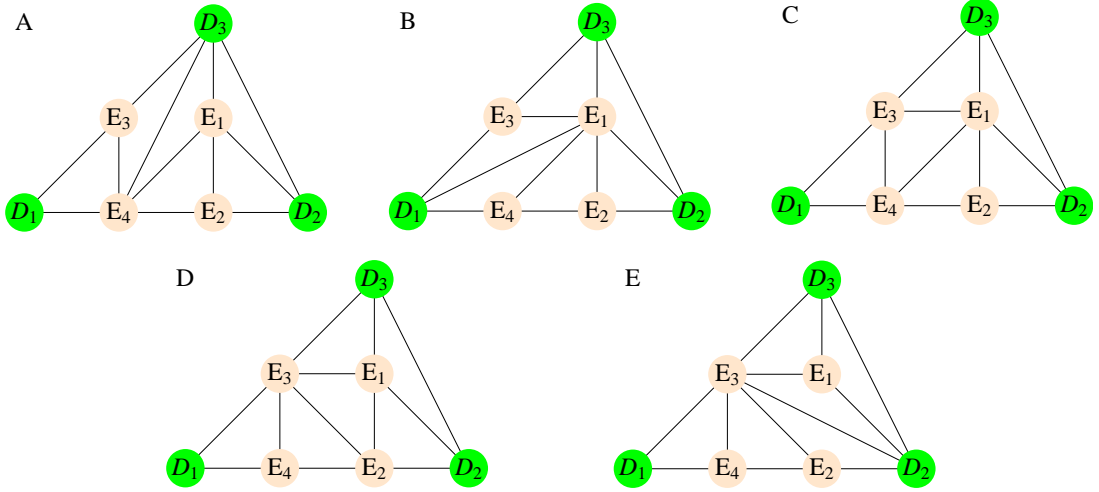 A
D₃
E₃ E₁
D₁ E₄ E₂ D₂
B
D₃
E₃ E₁
D₁ E₄ E₂ D₂
C
D₃
E₃ E₁
D₁ E₄ E₂ D₂
D
D₃
E₃ E₁
D₁ E₄ E₂ D₂
E
D₃
E₃ E₁
D₁ E₄ E₂ D₂